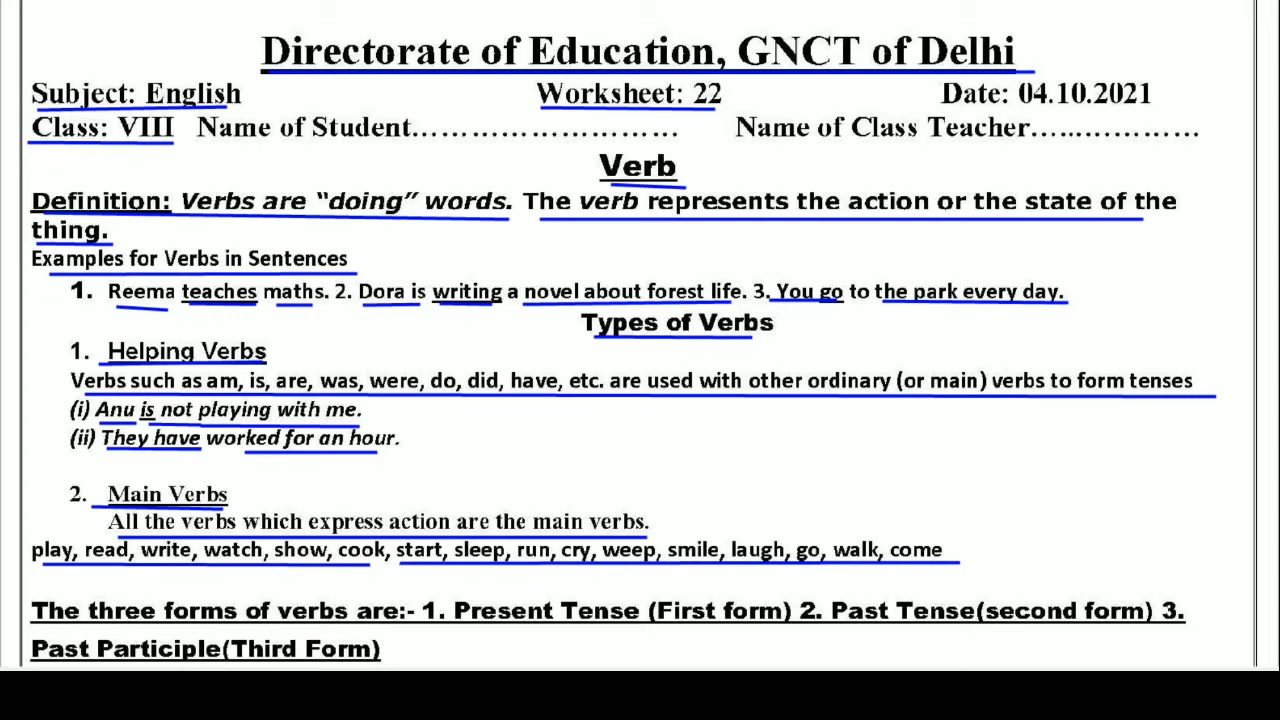 Directorate of Education, GNCT of Delhi
Subject: English Worksheet: 22 Date: 04.10.2021
Class: VIII Name of Student.............................. Name of Class Teacher.................
Verb
Definition: Verbs are “doing” words. The verb represents the action or the state of the
thing.
Examples for Verbs in Sentences
1. Reema teaches maths. 2. Dora is writing a novel about forest life. 3. You go to the park every day.
Types of Verbs
1. Helping Verbs
Verbs such as am, is, are, was, were, do, did, have, etc. are used with other ordinary (or main) verbs to form tenses
(i) Anu is not playing with me.
(ii) They have worked for an hour.
2. Main Verbs
All the verbs which express action are the main verbs.
play, read, write, watch, show, cook, start, sleep, run, cry, weep, smile, laugh, go, walk, come
The three forms of verbs are:- 1. Present Tense (First form) 2. Past Tense(second form) 3.
Past Participle(Third Form)